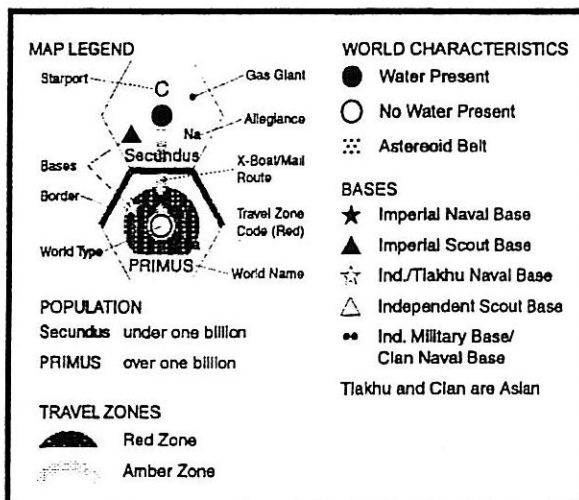 MAP LEGEND
Starport
C
Gas Giant
Allegiance
Na
Secundus
Bases
X-Boat/Mail
Route
Border
Travel Zone
Code (Red)
World Type
PRIMUS
World Name
POPULATION
Secundus under one billion
PRIMUS over one billion
TRAVEL ZONES
Red Zone
Amber Zone
WORLD CHARACTERISTICS
Water Present
No Water Present
Astereoid Belt
BASES
Imperial Naval Base
Imperial Scout Base
Ind./Tlakhu Naval Base
Independent Scout Base
Ind. Military Base/
Clan Naval Base
Tlakhu and Clan are Aslan